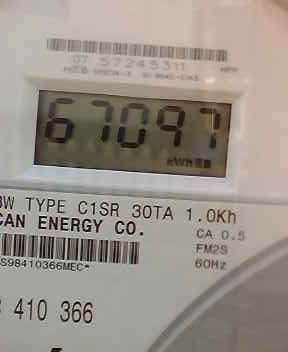 07 57245311
67097
kWh
3W TYPE C1SR 30TA 1.0Kh
CAN ENERGY CO.
CA 0.5
FM2S
S98410366MEC*
60Hz
410 366